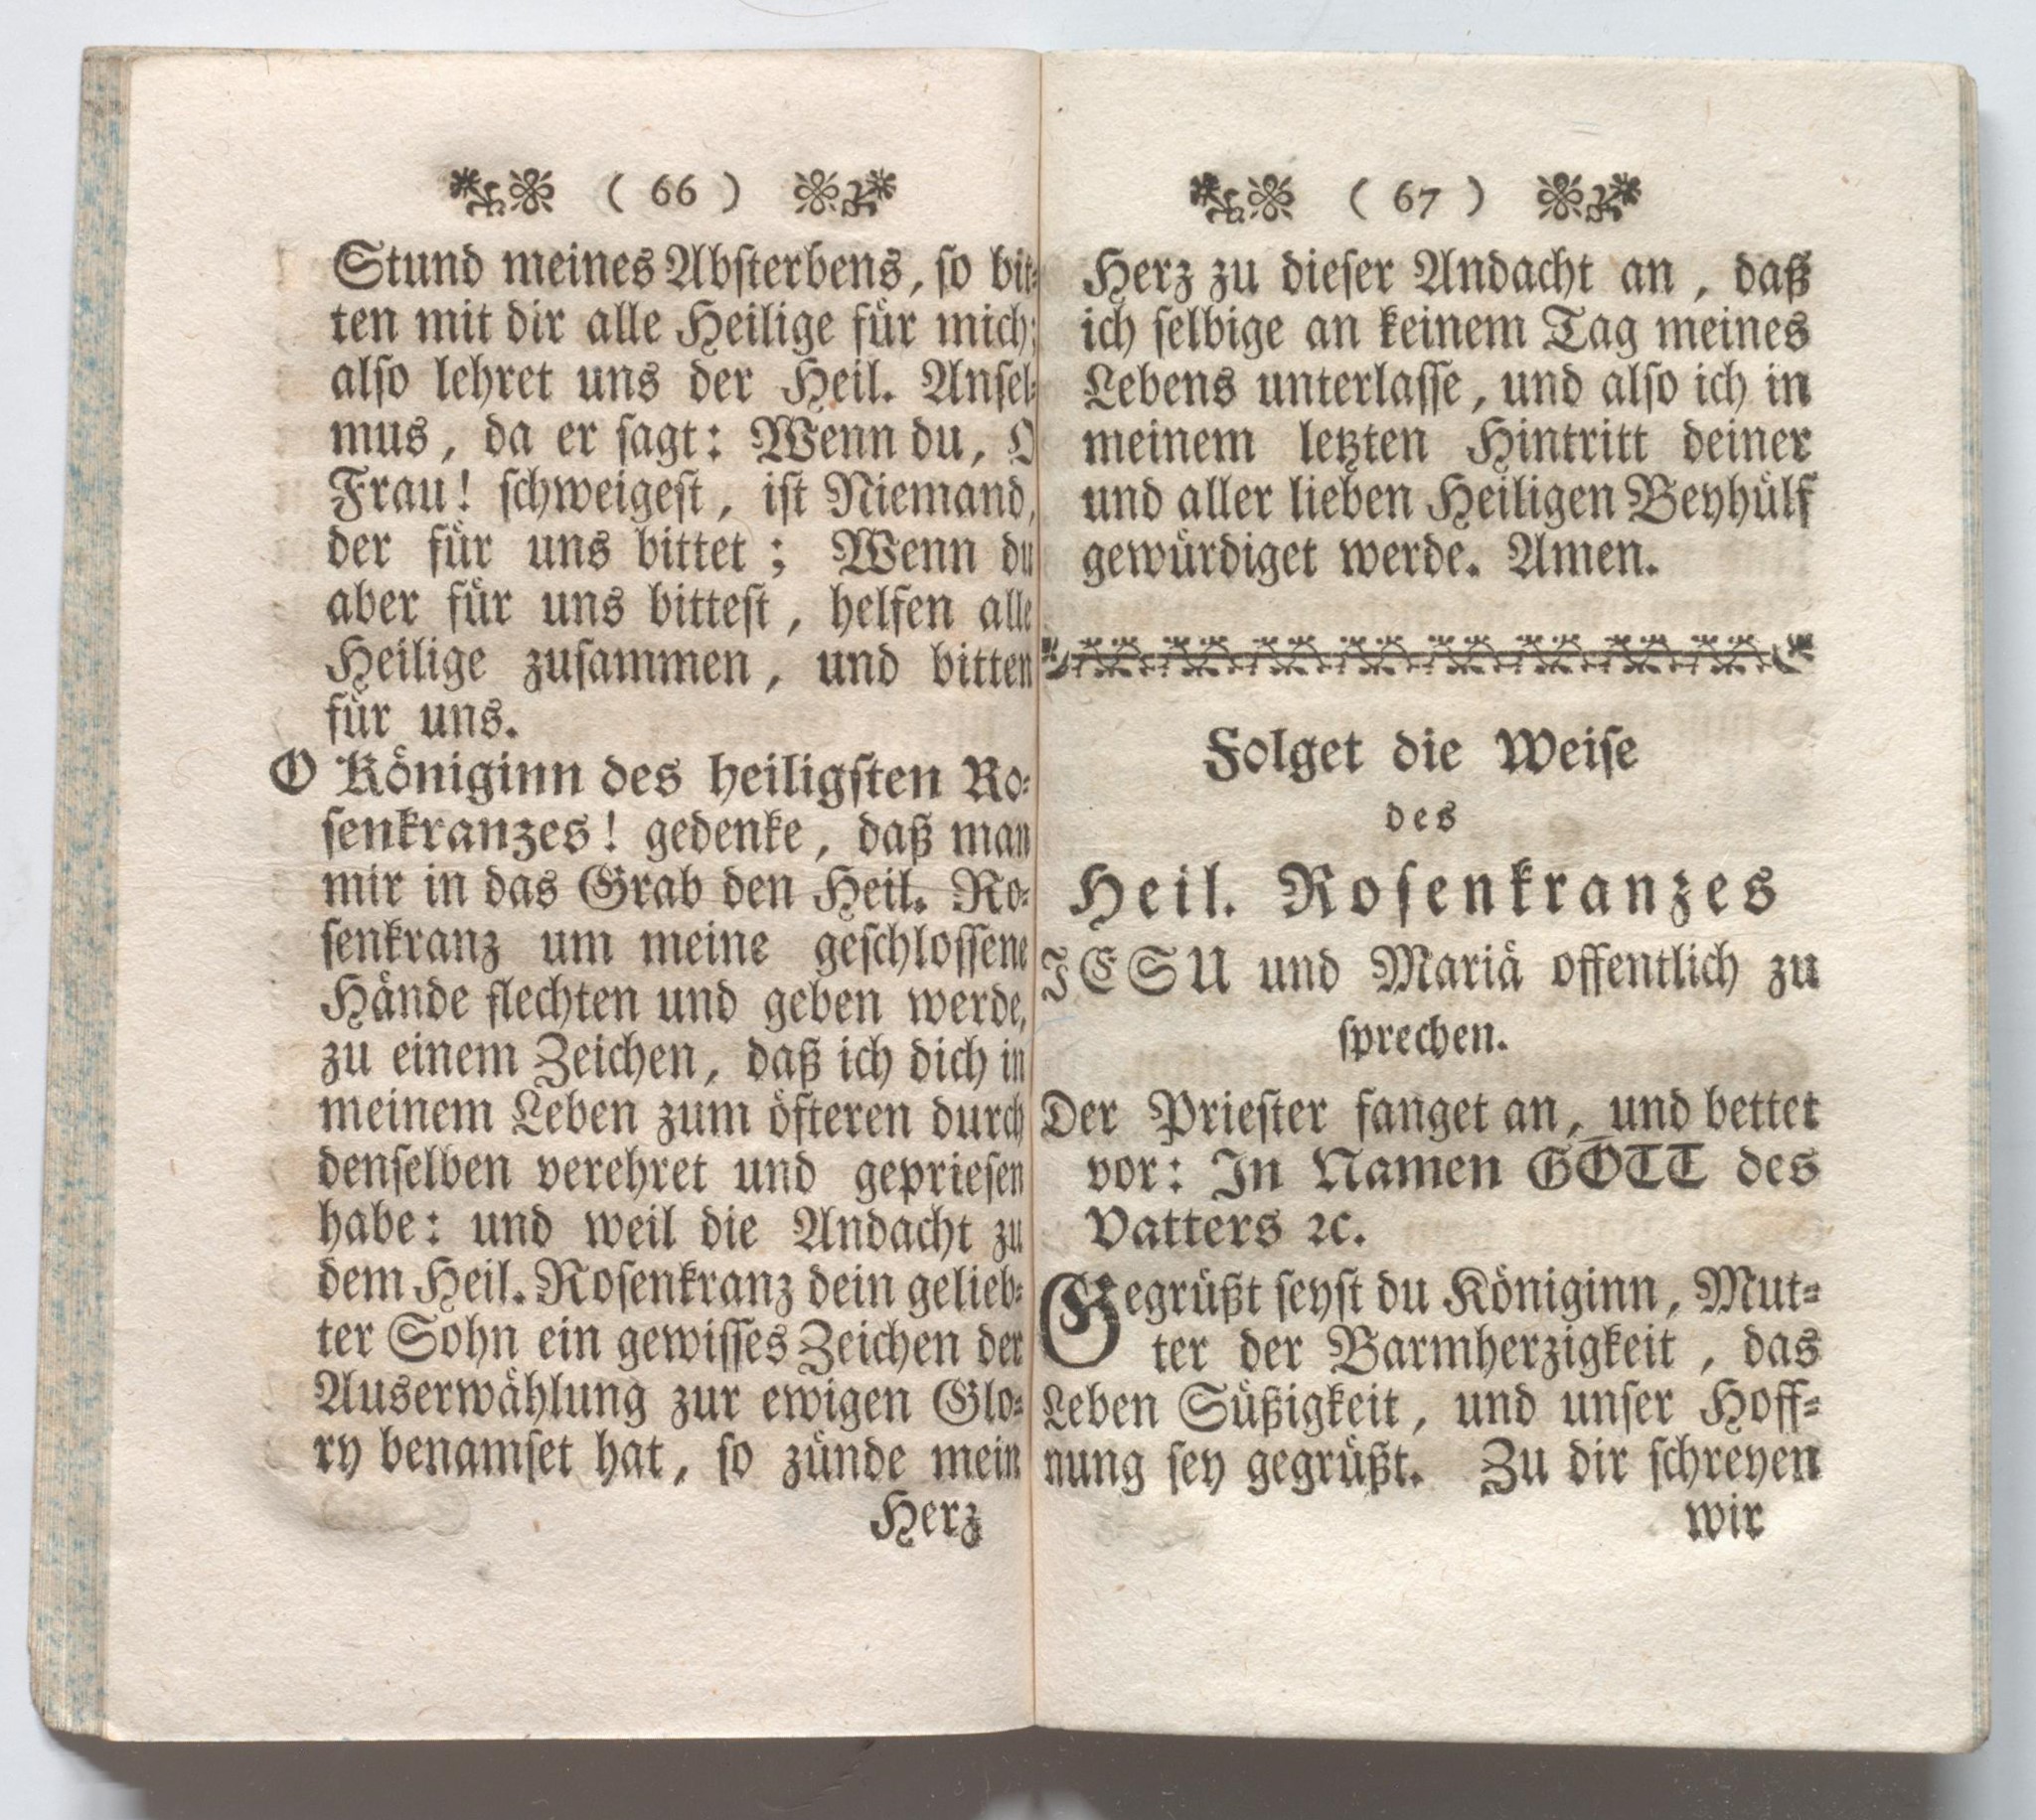 ( 66 )
Stund meines Absterbens, so bit=
ten mit dir alle Heilige für mich;
also lehret uns der Heil. Ansel=
mus, da er sagt: Wenn du, O
Frau! schweigest, ist Niemand,
der für uns bittet; Wenn du
aber für uns bittest, helfen alle
Heilige zusammen, und bitten
für uns.
O Königinn des heiligsten Ro=
senkranzes! gedenke, daß man
mir in das Grab den Heil. Ro=
senkranz um meine geschlossene
Hände flechten und geben werde,
zu einem Zeichen, daß ich dich in
meinem Leben zum öfteren durch
denselben verehret und gepriesen
habe: und weil die Andacht zu
dem Heil. Rosenkranz dein gelieb=
ter Sohn ein gewisses Zeichen der
Auserwählung zur ewigen Glo=
ry benamset hat, so zünde mein
Herz
( 67 )
Herz zu dieser Andacht an, daß
ich selbige an keinem Tag meines
Lebens unterlasse, und also ich in
meinem letzten Hintritt deiner
und aller lieben Heiligen Beyhülf
gewürdiget werde. Amen.
Folget die Weise
des
Heil. Rosenkranzes
JESU und Mariä offentlich zu
sprechen.
Der Priester fanget an, und bettet
vor: In Namen GOTT des
Vatters ꝛc.
Gegrüßt seyst du Königinn, Mut=
ter der Barmherzigkeit, das
Leben Süßigkeit, und unser Hoff=
nung sey gegrüßt. Zu dir schreyen
wir